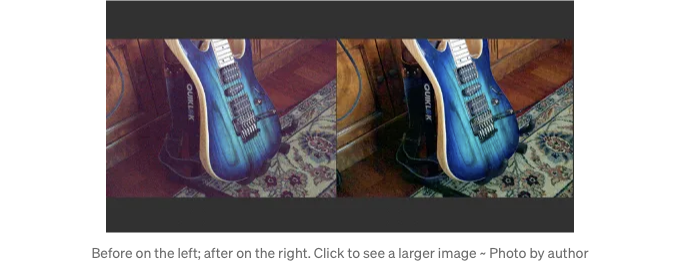 QUIKLOK
QUIKLOK
Before on the left; after on the right. Click to see a larger image ~ Photo by author